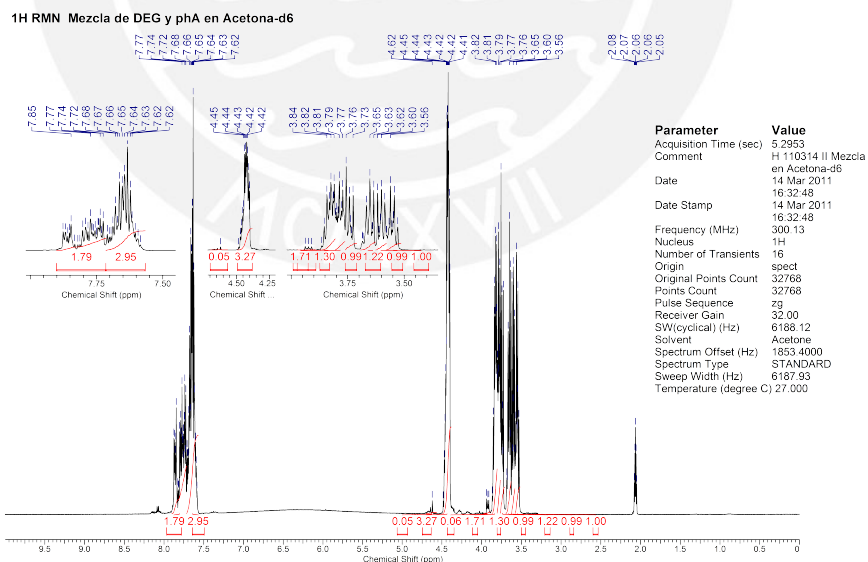 1H RMN  Mezcla de DEG y phA en Acetona-d6
7.77 7.74 7.72 7.68 7.66 7.65 7.64 7.63 7.62
4.62 4.45 4.44 4.43 4.42 4.42 4.41 3.82 3.81 3.79 3.77 3.76 3.65 3.60 3.56
2.08 2.07 2.06 2.06 2.05
7.85 7.77 7.74 7.72 7.68 7.67 7.66 7.65 7.64 7.63 7.62 7.62
4.45 4.44 4.43 4.42 4.42
3.84 3.82 3.81 3.79 3.77 3.76 3.73 3.65 3.63 3.62 3.60 3.56
1.79 2.95
7.75 7.50
Chemical Shift (ppm)
0.05 3.27
4.50 4.25
Chemical Shift ...
1.71 1.30 0.99 1.22 0.99 1.00
3.75 3.50
Chemical Shift (ppm)
Parameter Value
Acquisition Time (sec) 5.2953
Comment H 110314 II Mezcla
en Acetona-d6
Date 14 Mar 2011
16:32:48
Date Stamp 14 Mar 2011
16:32:48
Frequency (MHz) 300.13
Nucleus 1H
Number of Transients 16
Origin spect
Original Points Count 32768
Points Count 32768
Pulse Sequence zg
Receiver Gain 32.00
SW(cyclical) (Hz) 6188.12
Solvent Acetone
Spectrum Offset (Hz) 1853.4000
Spectrum Type STANDARD
Sweep Width (Hz) 6187.93
Temperature (degree C) 27.000
1.79 2.95 0.05 3.27 0.06 1.71 1.30 0.99 1.22 0.99 1.00
9.5 9.0 8.5 8.0 7.5 7.0 6.5 6.0 5.5 5.0 4.5 4.0 3.5 3.0 2.5 2.0 1.5 1.0 0.5 0
Chemical Shift (ppm)